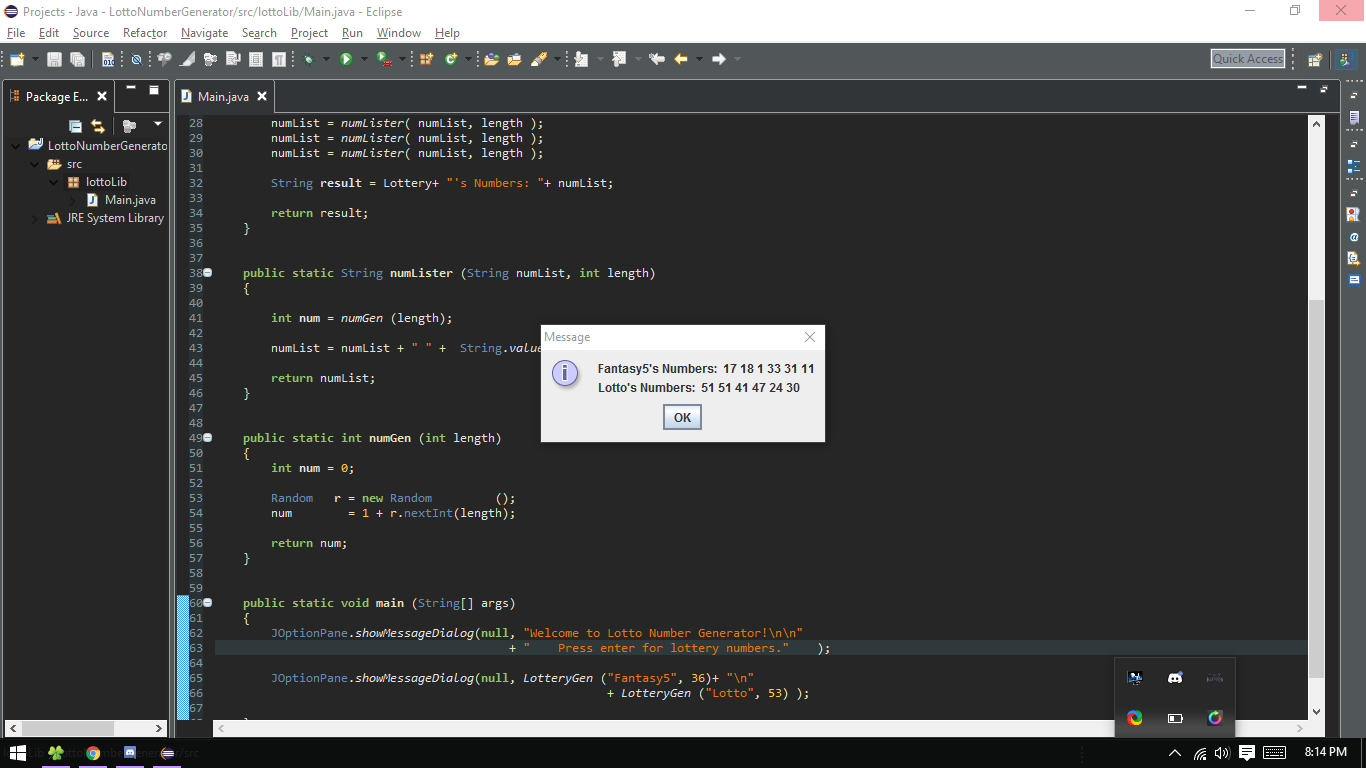 Projects - Java - LottoNumberGenerator/src/lottoLib/Main.java - Eclipse
File Edit Source Refactor Navigate Search Project Run Window Help
Quick Access
Package E...
Main.java
LottoNumberGenerato
src
lottoLib
Main.java
JRE System Library
28 numList = numLister( numList, length );
29 numList = numLister( numList, length );
30 numList = numLister( numList, length );
31
32 String result = Lottery+ "'s Numbers: "+ numList;
33
34 return result;
35 }
36
37
38 public static String numLister (String numList, int length)
39 {
40
41 int num = numGen (length);
42
43 numList = numList + " " + String.value
44
45 return numList;
46 }
47
48
49 public static int numGen (int length)
50 {
51 int num = 0;
52
53 Random r = new Random ();
54 num = 1 + r.nextInt(length);
55
56 return num;
57 }
58
59
60 public static void main (String[] args)
61 {
62 JOptionPane.showMessageDialog(null, "Welcome to Lotto Number Generator!\n\n"
63 + " Press enter for lottery numbers." );
64
65 JOptionPane.showMessageDialog(null, LotteryGen ("Fantasy5", 36)+ "\n"
66 + LotteryGen ("Lotto", 53) );
67
Message
Fantasy5's Numbers: 17 18 1 33 31 11
Lotto's Numbers: 51 51 41 47 24 30
OK
8:14 PM